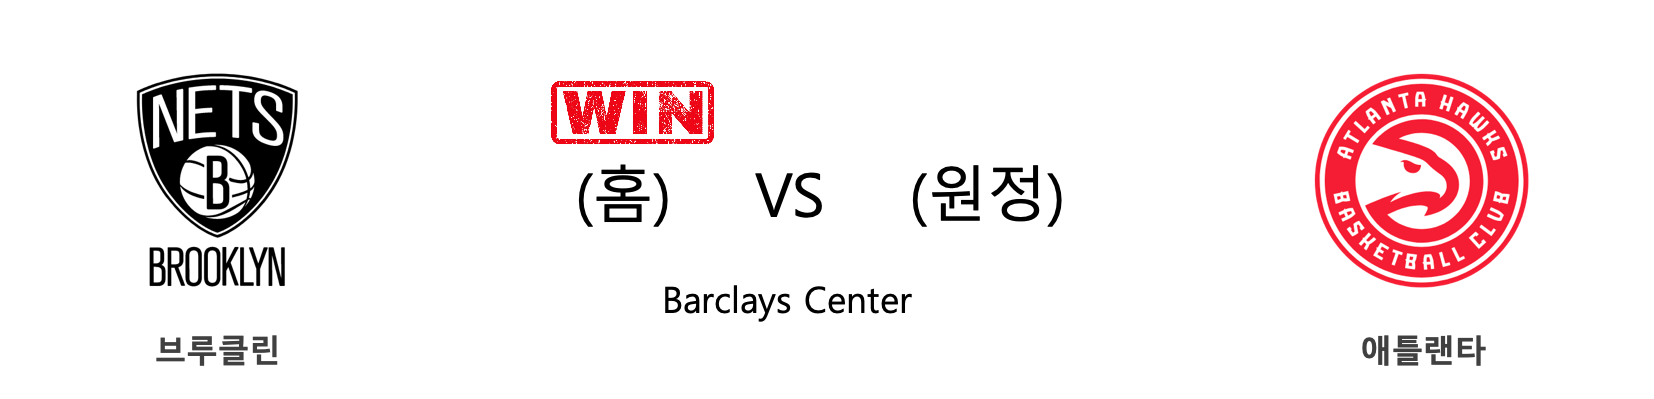 NETS
B
BROOKLYN
브루클린
WIN
(홈) VS (원정)
Barclays Center
ATLANTA HAWKS
BASKETBALL CLUB
애틀랜타